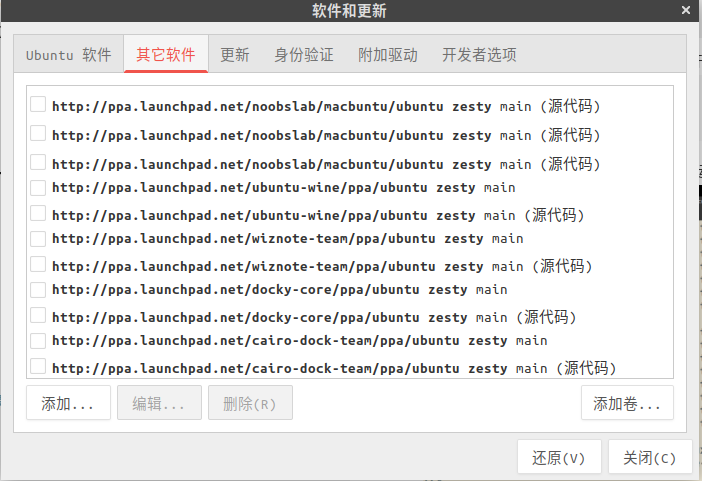 软件和更新
Ubuntu 软件 其它软件 更新 身份验证 附加驱动 开发者选项
http://ppa.launchpad.net/noobslab/macbuntu/ubuntu zesty main (源代码)
http://ppa.launchpad.net/noobslab/macbuntu/ubuntu zesty main (源代码)
http://ppa.launchpad.net/noobslab/macbuntu/ubuntu zesty main (源代码)
http://ppa.launchpad.net/ubuntu-wine/ppa/ubuntu zesty main
http://ppa.launchpad.net/ubuntu-wine/ppa/ubuntu zesty main (源代码)
http://ppa.launchpad.net/wiznote-team/ppa/ubuntu zesty main
http://ppa.launchpad.net/wiznote-team/ppa/ubuntu zesty main (源代码)
http://ppa.launchpad.net/docky-core/ppa/ubuntu zesty main
http://ppa.launchpad.net/docky-core/ppa/ubuntu zesty main (源代码)
http://ppa.launchpad.net/cairo-dock-team/ppa/ubuntu zesty main
http://ppa.launchpad.net/cairo-dock-team/ppa/ubuntu zesty main (源代码)
添加... 编辑... 删除(R) 添加卷...
还原(V) 关闭(C)